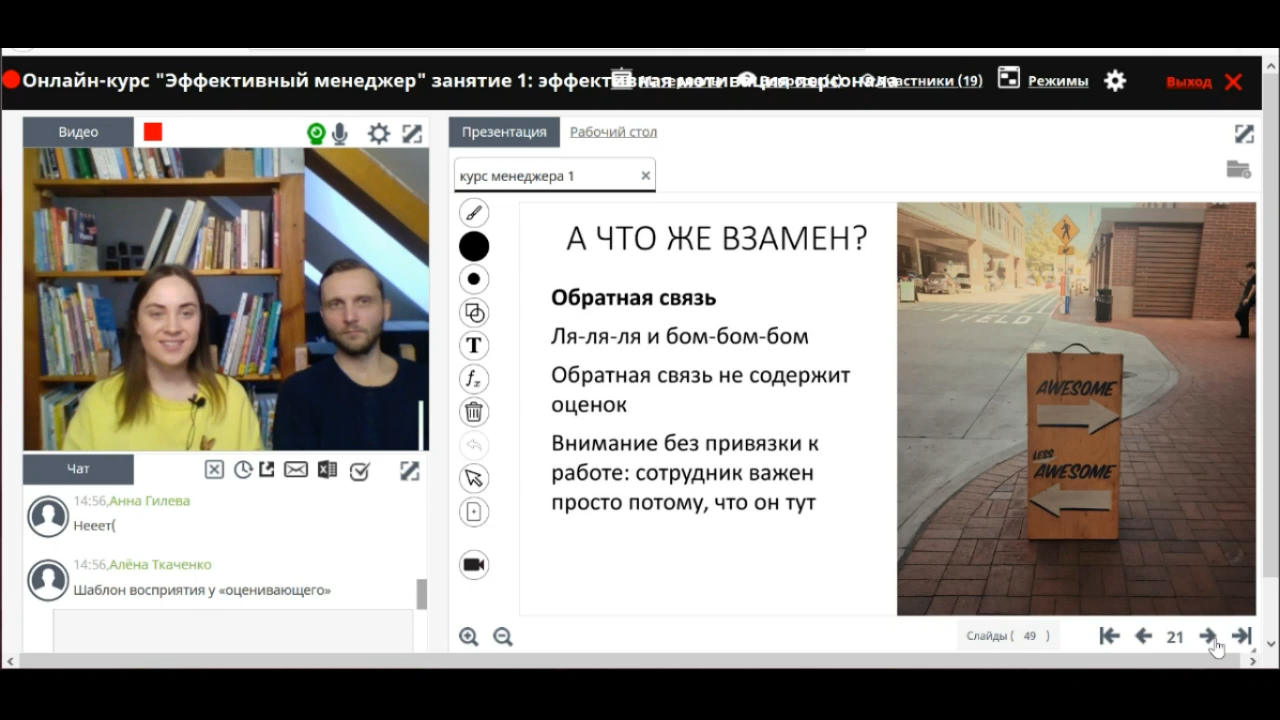 Онлайн-курс "Эффективный менеджер" занятие 1: эффективная мотивация персонала
Участники (19)
Режимы
Выход
Видео
Презентация
Рабочий стол
курс менеджера 1
А ЧТО ЖЕ ВЗАМЕН?
Обратная связь
Ля-ля-ля и бом-бом-бом
Обратная связь не содержит
оценок
Внимание без привязки к
работе: сотрудник важен
просто потому, что он тут
YIELD
AWESOME
LESS
AWESOME
Чат
14:56,Анна Гилева
Нееет(
14:56,Алёна Ткаченко
Шаблон восприятия у «оценивающего»
Слайды ( 49 )
21